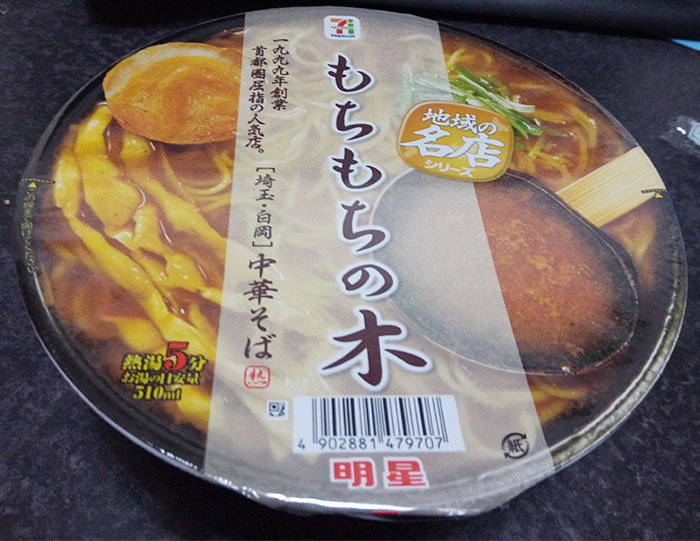 一九九九年創業
首都圏屈指の人気店。
[埼玉・白岡]中華そば
もちもちの木
地域の
名店
シリーズ
熱湯5分
お湯の目安量
510ml
4 902881 479707
明星
紙